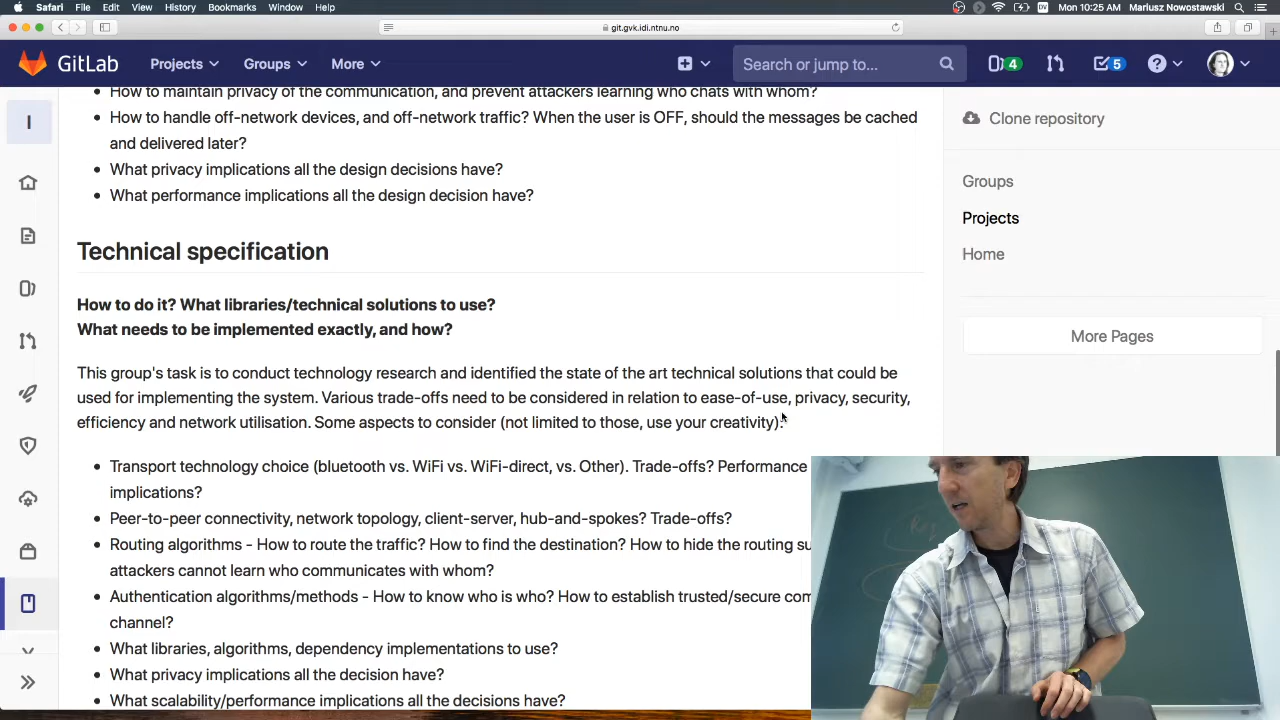 Safari File Edit View History Bookmarks Window Help
Mon 10:25 AM Mariusz Nowostawski
git.gvk.idi.ntnu.no
GitLab Projects Groups More Search or jump to... 4 5
I
How to maintain privacy of the communication, and prevent attackers learning who chats with whom?
How to handle off-network devices, and off-network traffic? When the user is OFF, should the messages be cached
and delivered later?
What privacy implications all the design decisions have?
What performance implications all the design decision have?
Clone repository
Groups
Projects
Home
More Pages
Technical specification
How to do it? What libraries/technical solutions to use?
What needs to be implemented exactly, and how?
This group's task is to conduct technology research and identified the state of the art technical solutions that could be
used for implementing the system. Various trade-offs need to be considered in relation to ease-of-use, privacy, security,
efficiency and network utilisation. Some aspects to consider (not limited to those, use your creativity):
Transport technology choice (bluetooth vs. WiFi vs. WiFi-direct, vs. Other). Trade-offs? Performance
implications?
Peer-to-peer connectivity, network topology, client-server, hub-and-spokes? Trade-offs?
Routing algorithms - How to route the traffic? How to find the destination? How to hide the routing
attackers cannot learn who communicates with whom?
Authentication algorithms/methods - How to know who is who? How to establish trusted/secure
channel?
What libraries, algorithms, dependency implementations to use?
What privacy implications all the decision have?
What scalability/performance implications all the decisions have?